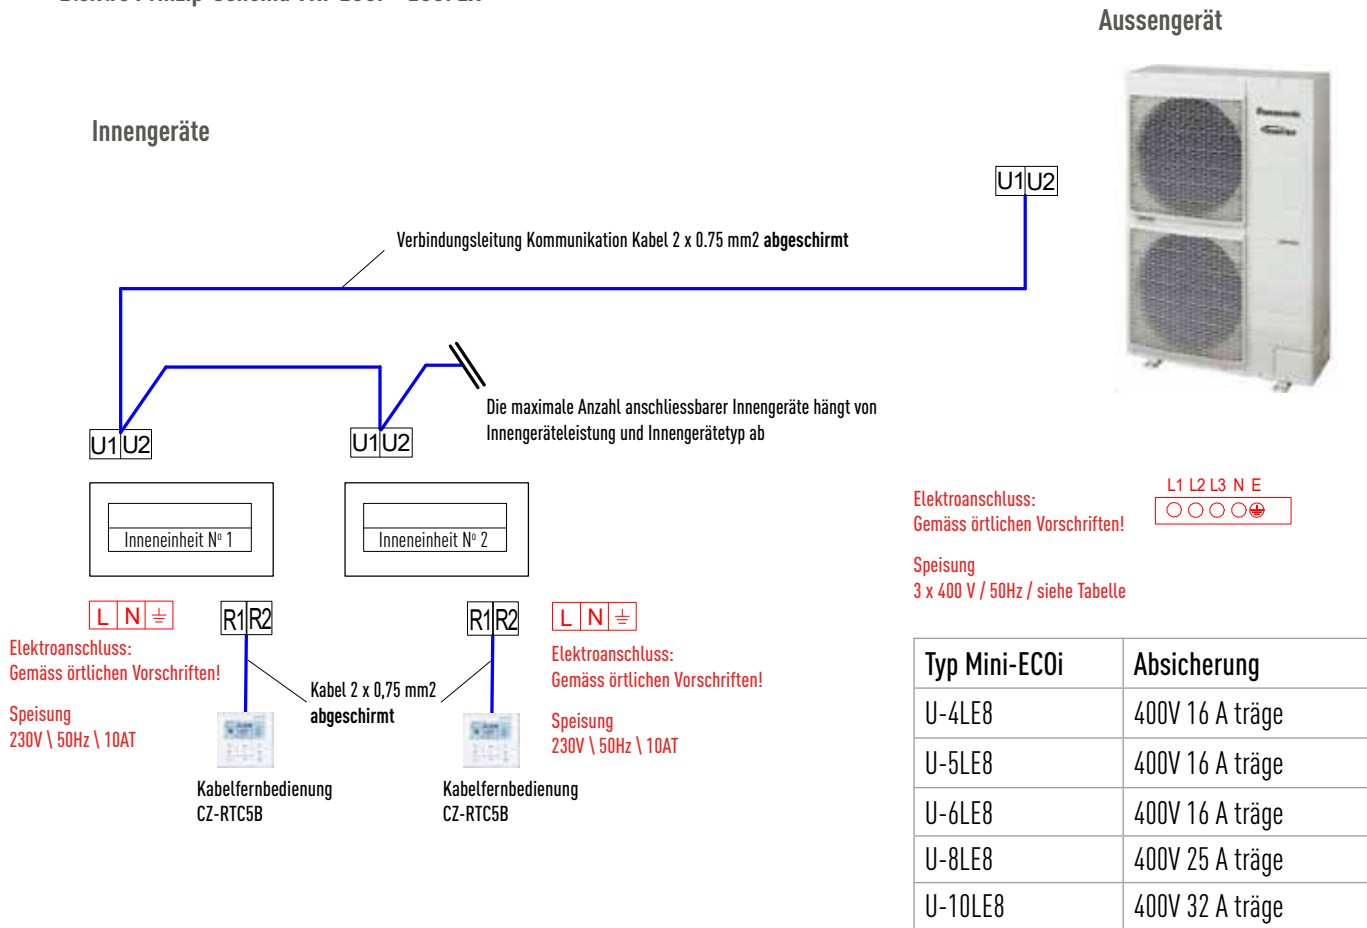 Aussengerät
Innengeräte
Panasonic
U1 U2
Verbindungsleitung Kommunikation Kabel 2 x 0.75 mm2 abgeschirmt
Die maximale Anzahl anschliessbarer Innengeräte hängt von
Innengeräteleistung und Innengerätetyp ab
U1 U2
U1 U2
Inneneinheit Nº 1
Inneneinheit Nº 2
L N
R1 R2
R1 R2
L N
Elektroanschluss:
Gemäss örtlichen Vorschriften!
Speisung
230V \ 50Hz \ 10AT
Kabel 2 x 0,75 mm2
abgeschirmt
Elektroanschluss:
Gemäss örtlichen Vorschriften!
Speisung
230V \ 50Hz \ 10AT
Kabelfernbedienung
CZ-RTC5B
Kabelfernbedienung
CZ-RTC5B
L1 L2 L3 N E
Elektroanschluss:
Gemäss örtlichen Vorschriften!
Speisung
3 x 400 V / 50Hz / siehe Tabelle
Typ Mini-ECOi Absicherung
U-4LE8 400V 16 A träge
U-5LE8 400V 16 A träge
U-6LE8 400V 16 A träge
U-8LE8 400V 25 A träge
U-10LE8 400V 32 A träge